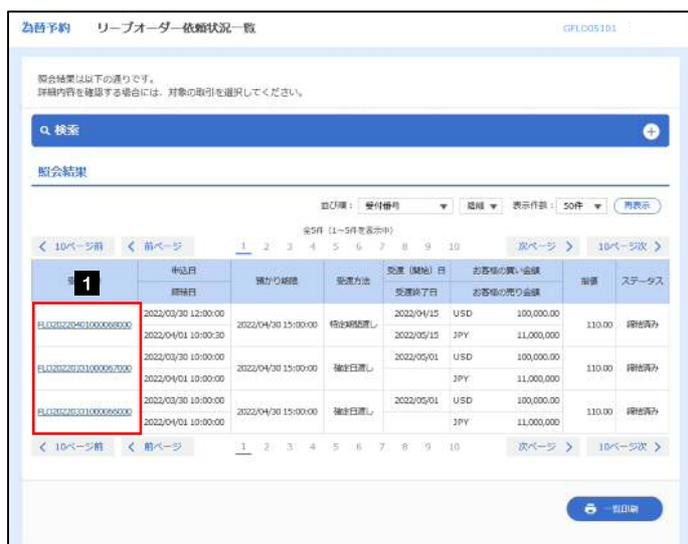 為替予約 リーブオーダー依頼状況一覧 GFLC05101
照会結果は以下の通りです。
詳細内容を確認する場合には、対象の取引を選択してください。
検索
照会結果
並び順： 受付番号 降順 表示件数： 50件 再表示
全5件（1～5件を表示中）
10ページ前 前ページ 1 2 3 4 5 6 7 8 9 10 次ページ 10ページ次
1 申込日 預かり期限 受渡方法 受渡（開始）日 お客様の買い金額 指値 ステータス
締結日 受渡終了日 お客様の売り金額
FLO20220401000068000 2022/03/30 12:00:00 2022/04/30 15:00:00 特定期間渡し 2022/04/15 USD 100,000.00 110.00 締結済み
2022/04/01 10:00:30 2022/05/15 JPY 11,000,000
FLO20220331000067000 2022/03/30 10:00:00 2022/04/30 15:00:00 確定日渡し 2022/05/01 USD 100,000.00 110.00 締結済み
2022/04/01 10:00:00 JPY 11,000,000
FLO20220331000066000 2022/03/30 10:00:00 2022/04/30 15:00:00 確定日渡し 2022/05/01 USD 100,000.00 110.00 締結済み
2022/04/01 10:00:00 JPY 11,000,000
10ページ前 前ページ 1 2 3 4 5 6 7 8 9 10 次ページ 10ページ次
一覧印刷